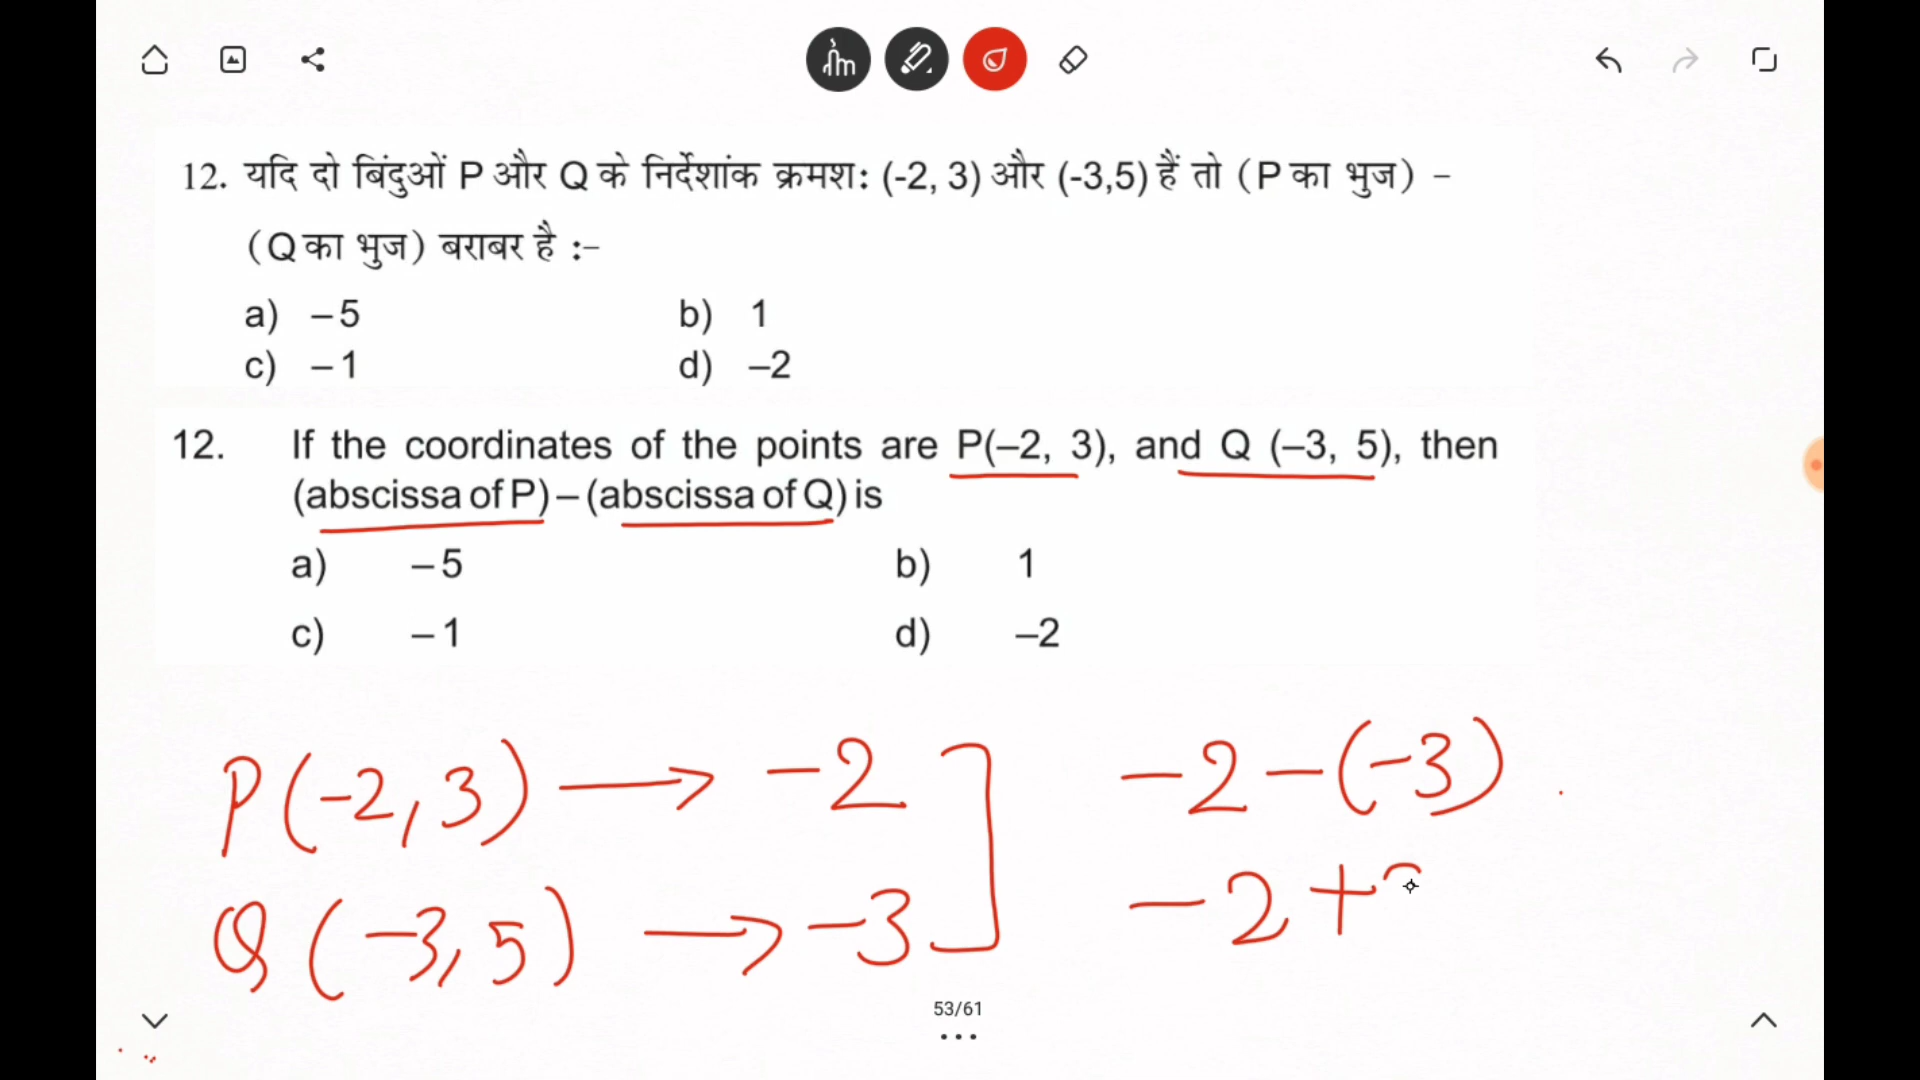 12. यदि दो बिंदुओं P और Q के निर्देशांक क्रमशः (-2, 3) और (-3,5) हैं तो (P का भुज) –
(Q का भुज) बराबर है :–
a) – 5 b) 1
c) – 1 d) –2
12. If the coordinates of the points are P(–2, 3), and Q (–3, 5), then
(abscissa of P) – (abscissa of Q) is
a) – 5 b) 1
c) – 1 d) –2
P(-2, 3) → -2 -2-(-3)
Q(-3, 5) → -3 -2+
53/61